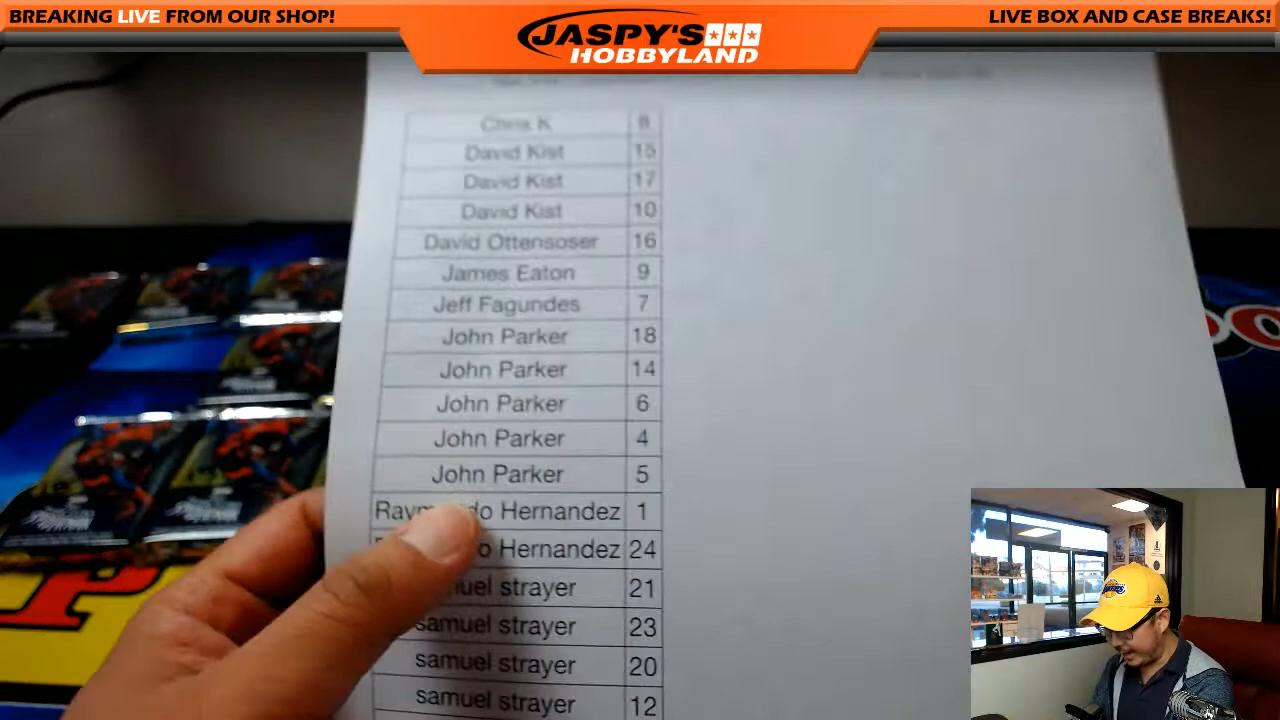 BREAKING LIVE FROM OUR SHOP!
JASPY'S
HOBBYLAND
LIVE BOX AND CASE BREAKS!
Chris K 8
David Kist 15
David Kist 17
David Kist 10
David Ottensoser 16
James Eaton 9
Jeff Fagundes 7
John Parker 18
John Parker 14
John Parker 6
John Parker 4
John Parker 5
Hernandez 1
Hernandez 24
strayer 21
samuel strayer 23
samuel strayer 20
samuel strayer 12